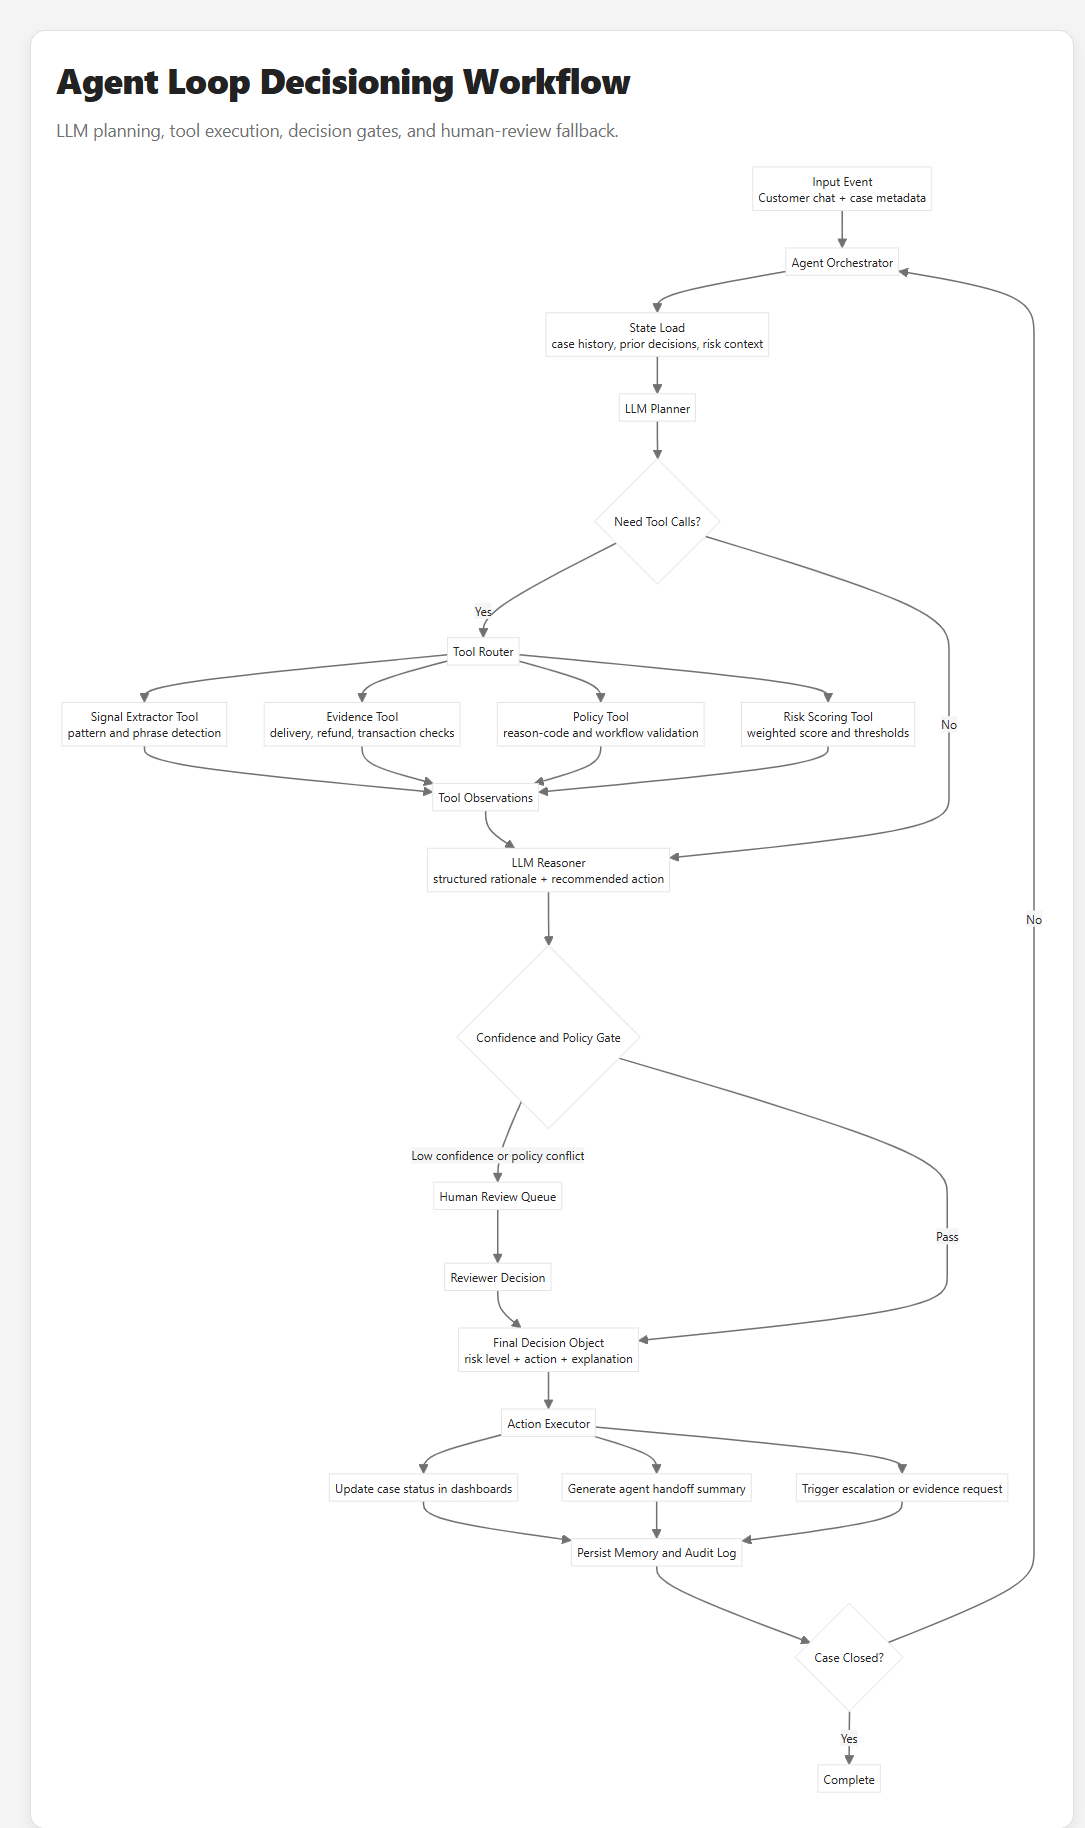 Agent Loop Decisioning Workflow
LLM planning, tool execution, decision gates, and human-review fallback.
Input Event
Customer chat + case metadata
Agent Orchestrator
State Load
case history, prior decisions, risk context
LLM Planner
Need Tool Calls?
Yes
Tool Router
Signal Extractor Tool
pattern and phrase detection
Evidence Tool
delivery, refund, transaction checks
Policy Tool
reason-code and workflow validation
Risk Scoring Tool
weighted score and thresholds
No
Tool Observations
LLM Reasoner
structured rationale + recommended action
No
Confidence and Policy Gate
Low confidence or policy conflict
Human Review Queue
Pass
Reviewer Decision
Final Decision Object
risk level + action + explanation
Action Executor
Update case status in dashboards
Generate agent handoff summary
Trigger escalation or evidence request
Persist Memory and Audit Log
Case Closed?
Yes
Complete